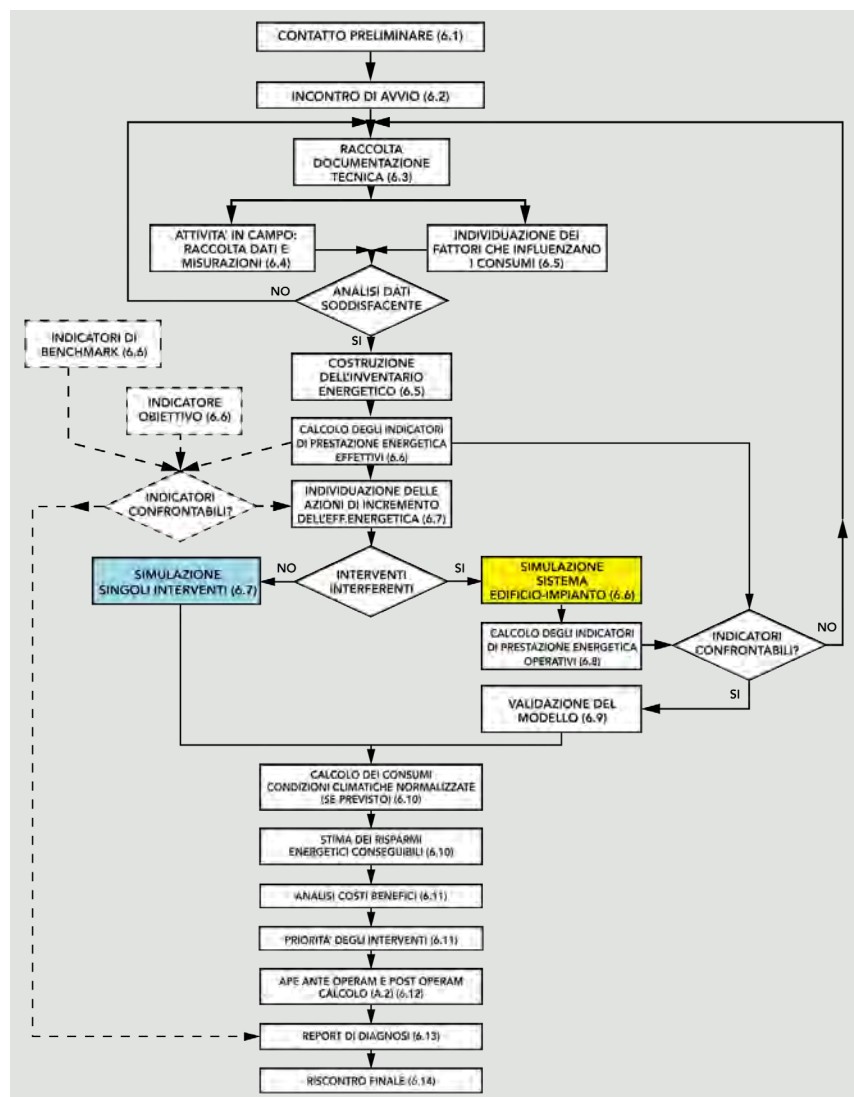 CONTATTO PRELIMINARE (6.1)
INCONTRO DI AVVIO (6.2)
RACCOLTA
DOCUMENTAZIONE
TECNICA (6.3)
ATTIVITA' IN CAMPO:
RACCOLTA DATI E
MISURAZIONI (6.4)
INDIVIDUAZIONE DEI
FATTORI CHE INFLUENZANO
I CONSUMI (6.5)
NO
ANALISI DATI
SODDISFACENTE
SI
INDICATORI DI
BENCHMARK (6.6)
COSTRUZIONE
DELL'INVENTARIO
ENERGETICO (6.5)
INDICATORE
OBIETTIVO (6.6)
CALCOLO DEGLI INDICATORI
DI PRESTAZIONE ENERGETICA
EFFETTIVI (6.6)
INDICATORI
CONFRONTABILI?
INDIVIDUAZIONE DELLE
AZIONI DI INCREMENTO
DELL'EFF.ENERGETICA (6.7)
SIMULAZIONE
SINGOLI INTERVENTI (6.7)
NO
INTERVENTI
INTERFERENTI
SI
SIMULAZIONE
SISTEMA
EDIFICIO-IMPIANTO (6.6)
CALCOLO DEGLI INDICATORI
DI PRESTAZIONE ENERGETICA
OPERATIVI (6.8)
INDICATORI
CONFRONTABILI?
NO
SI
VALIDAZIONE DEL
MODELLO (6.9)
CALCOLO DEI CONSUMI
CONDIZIONI CLIMATICHE NORMALIZZATE
(SE PREVISTO) (6.10)
STIMA DEI RISPARMI
ENERGETICI CONSEGUIBILI (6.10)
ANALISI COSTI BENEFICI (6.11)
PRIORITA' DEGLI INTERVENTI (6.11)
APE ANTE OPERAM E POST OPERAM
CALCOLO (A.2) (6.12)
REPORT DI DIAGNOSI (6.13)
RISCONTRO FINALE (6.14)